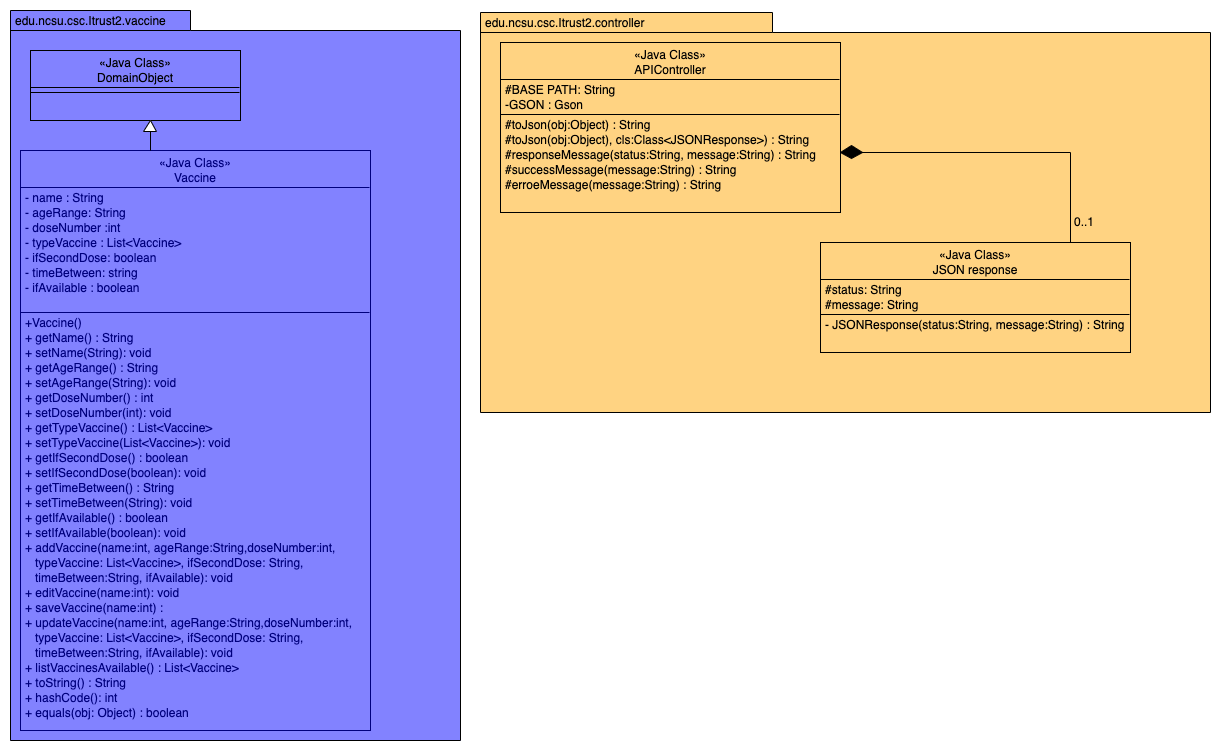 edu.ncsu.csc.Itrust2.vaccine
«Java Class»
DomainObject
«Java Class»
Vaccine
- name : String
- ageRange: String
- doseNumber :int
- typeVaccine : List<Vaccine>
- ifSecondDose: boolean
- timeBetween: string
- ifAvailable : boolean
+Vaccine()
+ getName() : String
+ setName(String): void
+ getAgeRange() : String
+ setAgeRange(String): void
+ getDoseNumber() : int
+ setDoseNumber(int): void
+ getTypeVaccine() : List<Vaccine>
+ setTypeVaccine(List<Vaccine>): void
+ getIfSecondDose() : boolean
+ setIfSecondDose(boolean): void
+ getTimeBetween() : String
+ setTimeBetween(String): void
+ getIfAvailable() : boolean
+ setIfAvailable(boolean): void
+ addVaccine(name:int, ageRange:String,doseNumber:int,
typeVaccine: List<Vaccine>, ifSecondDose: String,
timeBetween:String, ifAvailable): void
+ editVaccine(name:int): void
+ saveVaccine(name:int) :
+ updateVaccine(name:int, ageRange:String,doseNumber:int,
typeVaccine: List<Vaccine>, ifSecondDose: String,
timeBetween:String, ifAvailable): void
+ listVaccinesAvailable() : List<Vaccine>
+ toString() : String
+ hashCode(): int
+ equals(obj: Object) : boolean
edu.ncsu.csc.Itrust2.controller
«Java Class»
APIController
#BASE PATH: String
-GSON : Gson
#toJson(obj:Object) : String
#toJson(obj:Object), cls:Class<JSONResponse>) : String
#responseMessage(status:String, message:String) : String
#successMessage(message:String) : String
#erroeMessage(message:String) : String
0..1
«Java Class»
JSON response
#status: String
#message: String
- JSONResponse(status:String, message:String) : String